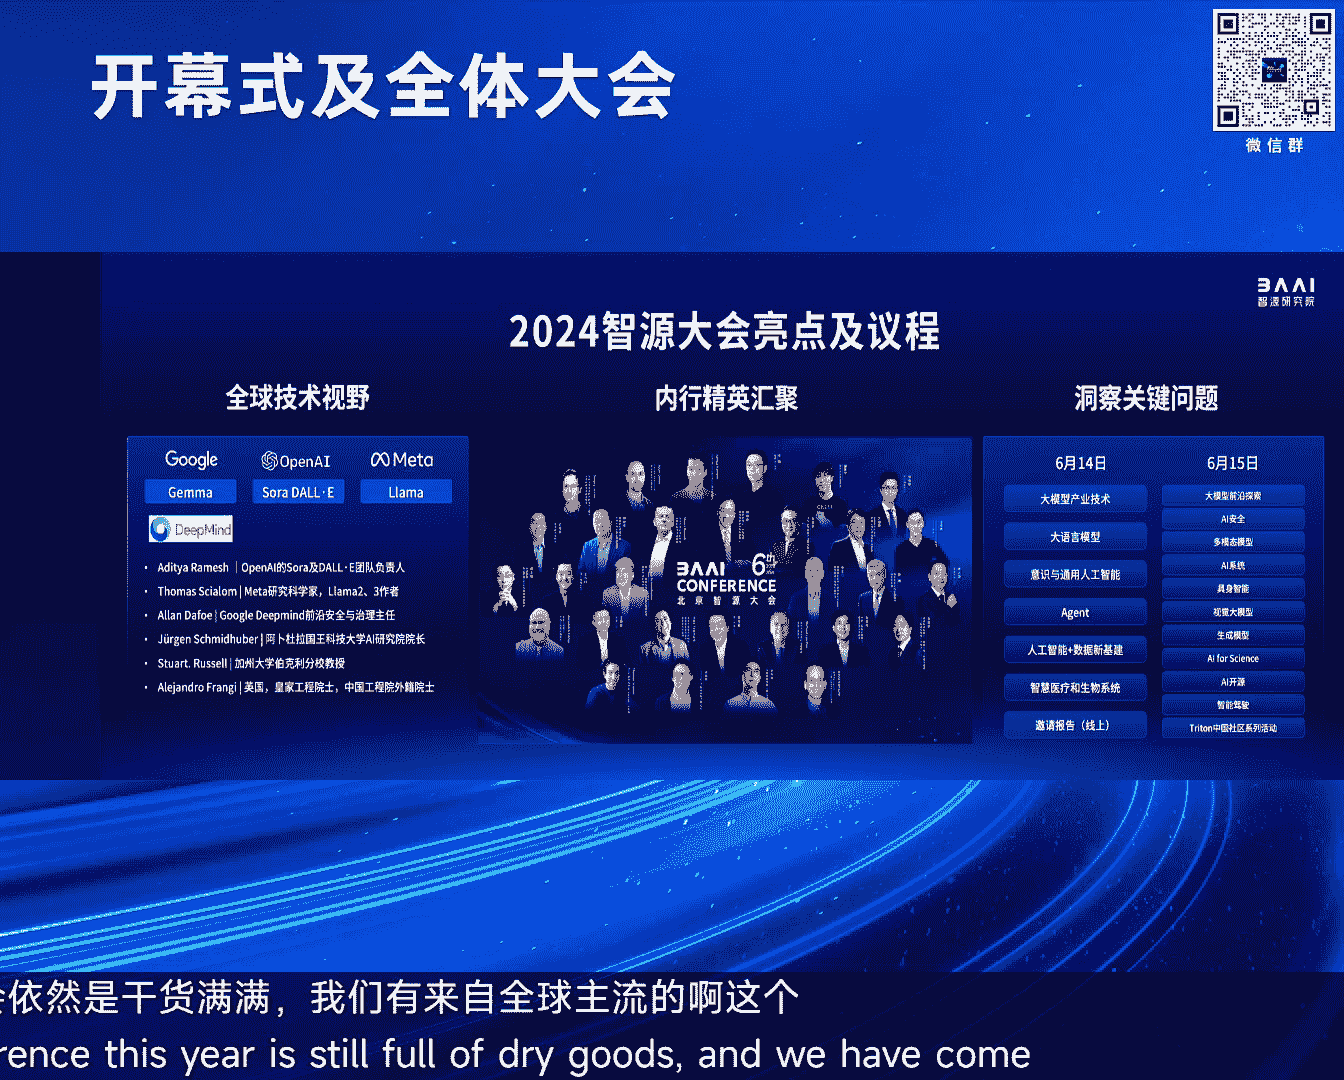 开幕式及全体大会
微信群
BAAI
智源研究院
2024智源大会亮点及议程
全球技术视野
Google
OpenAI
Meta
Gemma
Sora DALL·E
Llama
DeepMind
• Aditya Ramesh | OpenAI的Sora及DALL·E团队负责人
• Thomas Scialom | Meta研究科学家，Llama2、3作者
• Allan Dafoe | Google Deepmind前沿安全与治理主任
• Jürgen Schmidhuber | 阿卜杜拉国王科技大学AI研究院院长
• Stuart. Russell | 加州大学伯克利分校教授
• Alejandro Frangi | 英国，皇家工程院士，中国工程院外籍院士
内行精英汇聚
BAAI 6th
CONFERENCE
北京智源大会
洞察关键问题
6月14日
大模型产业技术
大语言模型
意识与通用人工智能
Agent
人工智能+数据新基建
智慧医疗和生物系统
邀请报告（线上）
6月15日
大模型前沿探索
AI安全
多模态模型
AI系统
具身智能
视觉大模型
生成模型
AI for Science
AI开源
智能驾驶
Triton中国社区系列活动
会依然是干货满满，我们有来自全球主流的啊这个
rence this year is still full of dry goods, and we have come